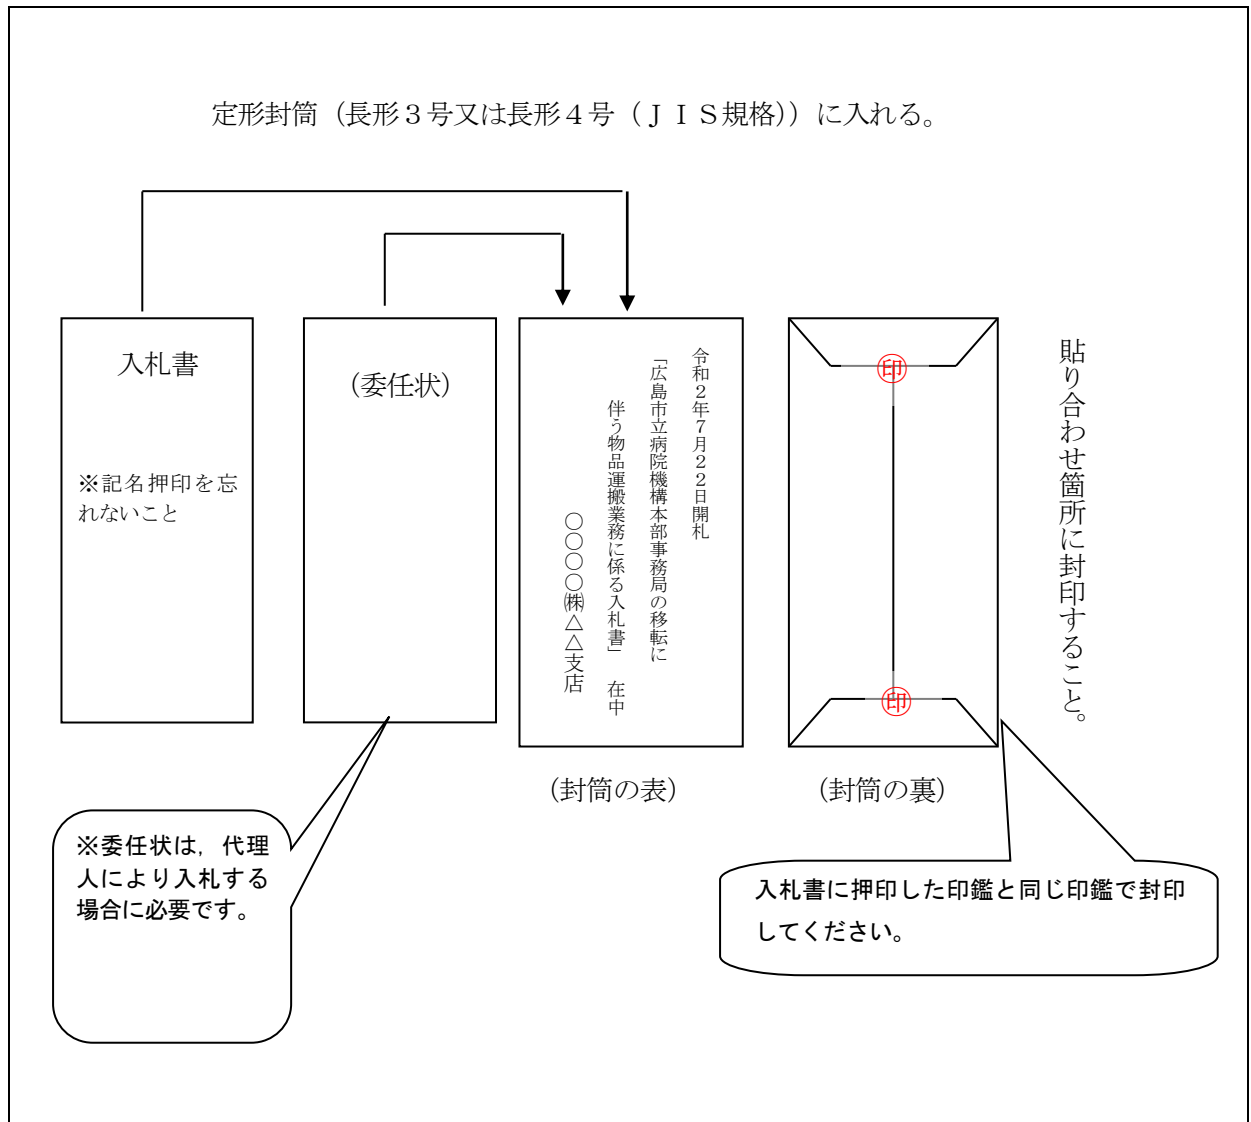 定形封筒（長形３号又は長形４号（ＪＩＳ規格））に入れる。
入札書
※記名押印を忘
れないこと
（委任状）
令和２年７月２２日開札
「広島市立病院機構本部事務局の移転に
伴う物品運搬業務に係る入札書」　在中
〇〇〇〇㈱△△支店
（封筒の表）
印
印
（封筒の裏）
貼り合わせ箇所に封印すること。
※委任状は，代理
人により入札する
場合に必要です。
入札書に押印した印鑑と同じ印鑑で封印
してください。